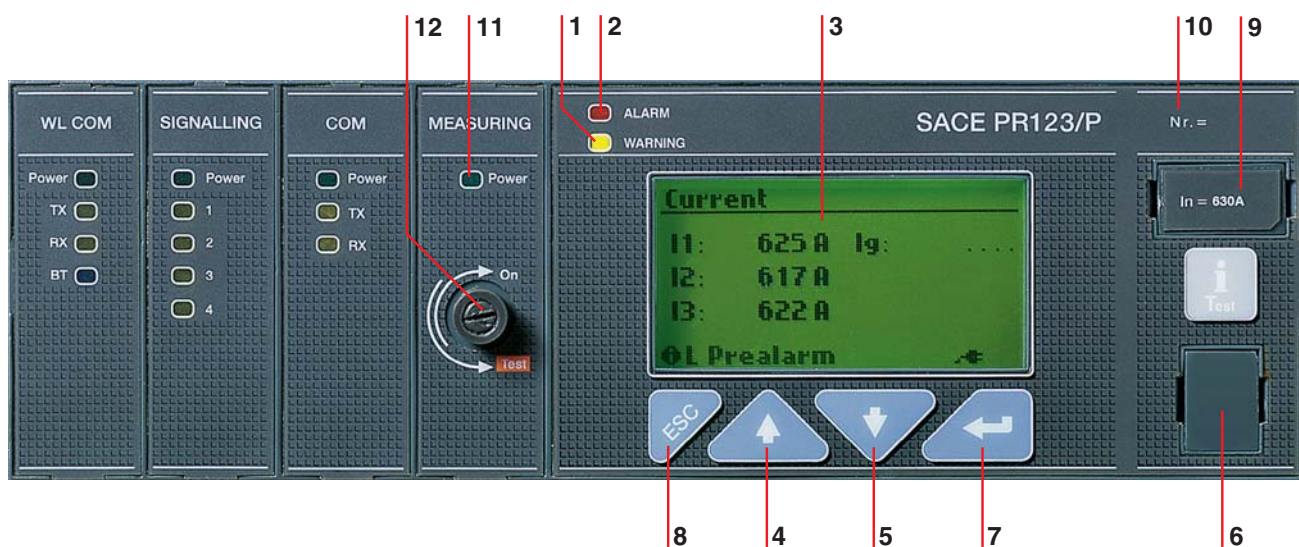 12 11 1 2 3 10 9
WL COM
Power
TX
RX
BT
SIGNALLING
Power
1
2
3
4
COM
Power
TX
RX
MEASURING
Power
On
Test
ALARM
WARNING
SACE PR123/P
Current
I1: 625 A Ig: ....
I2: 617 A
I3: 622 A
L Prealarm
ESC
Nr. =
In = 630A
i
Test
8 4 5 7 6